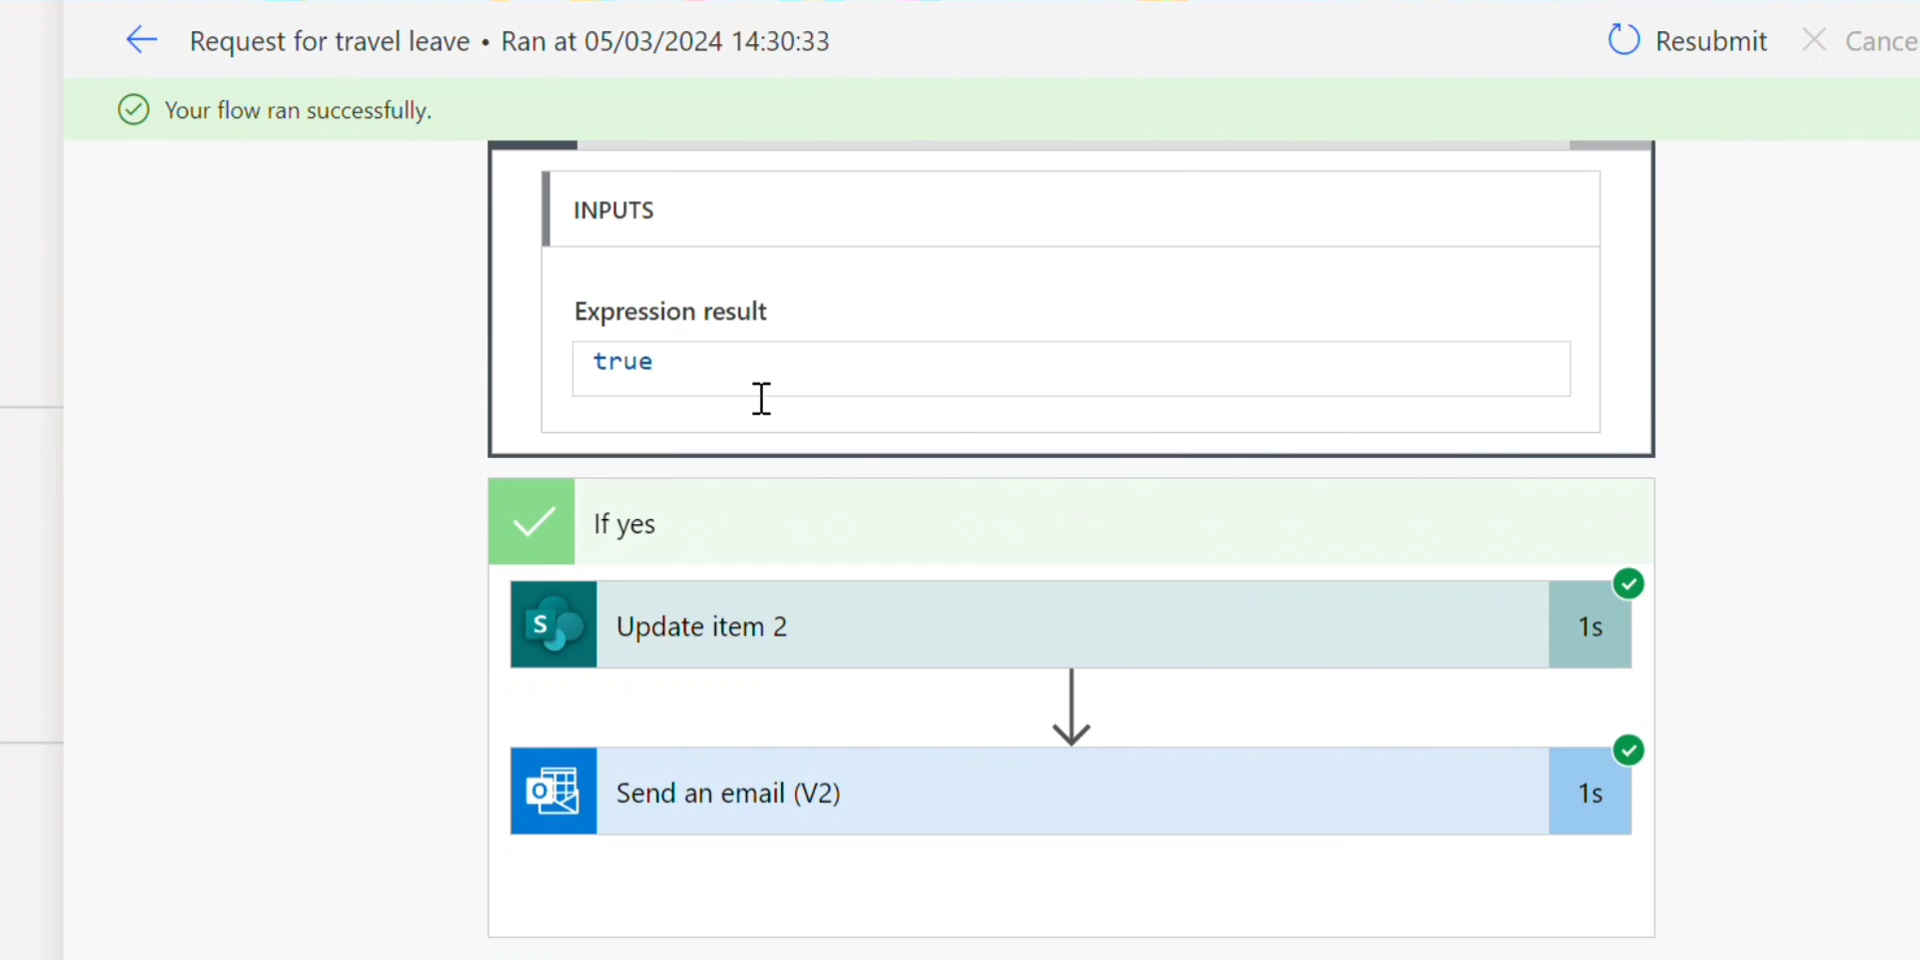 Request for travel leave • Ran at 05/03/2024 14:30:33
Resubmit
Cance
Your flow ran successfully.
INPUTS
Expression result
true
If yes
S
Update item 2
1s
O
Send an email (V2)
1s